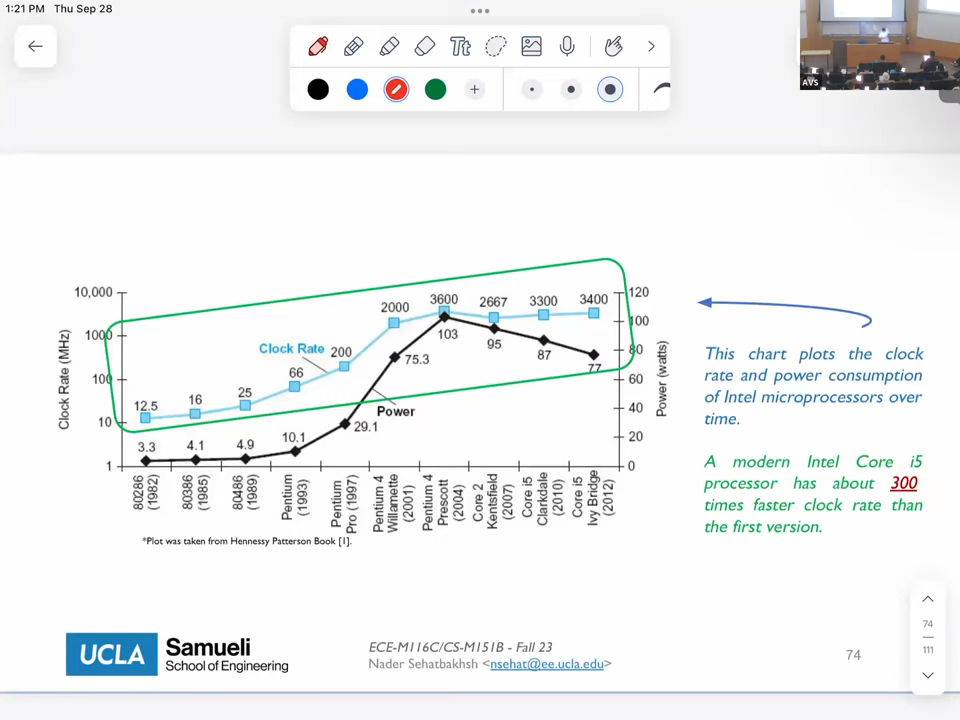 1:21 PM Thu Sep 28
Tt
AVS
10,000
1000
100
10
1
Clock Rate (MHz)
120
100
80
60
40
20
0
Power (watts)
12.5
16
25
66
200
2000
3600
2667
3300
3400
Clock Rate
3.3
4.1
4.9
10.1
29.1
75.3
103
95
87
77
Power
80286
(1982)
80386
(1985)
80486
(1989)
Pentium
(1993)
Pentium
Pro (1997)
Pentium 4
Willamette
(2001)
Pentium 4
Prescott
(2004)
Core 2
Kentsfield
(2007)
Core i5
Clarkdale
(2010)
Core i5
Ivy Bridge
(2012)
*Plot was taken from Hennessy Patterson Book [1].
This chart plots the clock
rate and power consumption
of Intel microprocessors over
time.
A modern Intel Core i5
processor has about 300
times faster clock rate than
the first version.
UCLA
Samueli
School of Engineering
ECE-M116C/CS-M151B - Fall 23
Nader Sehatbakhsh <nsehat@ee.ucla.edu>
74
74
111